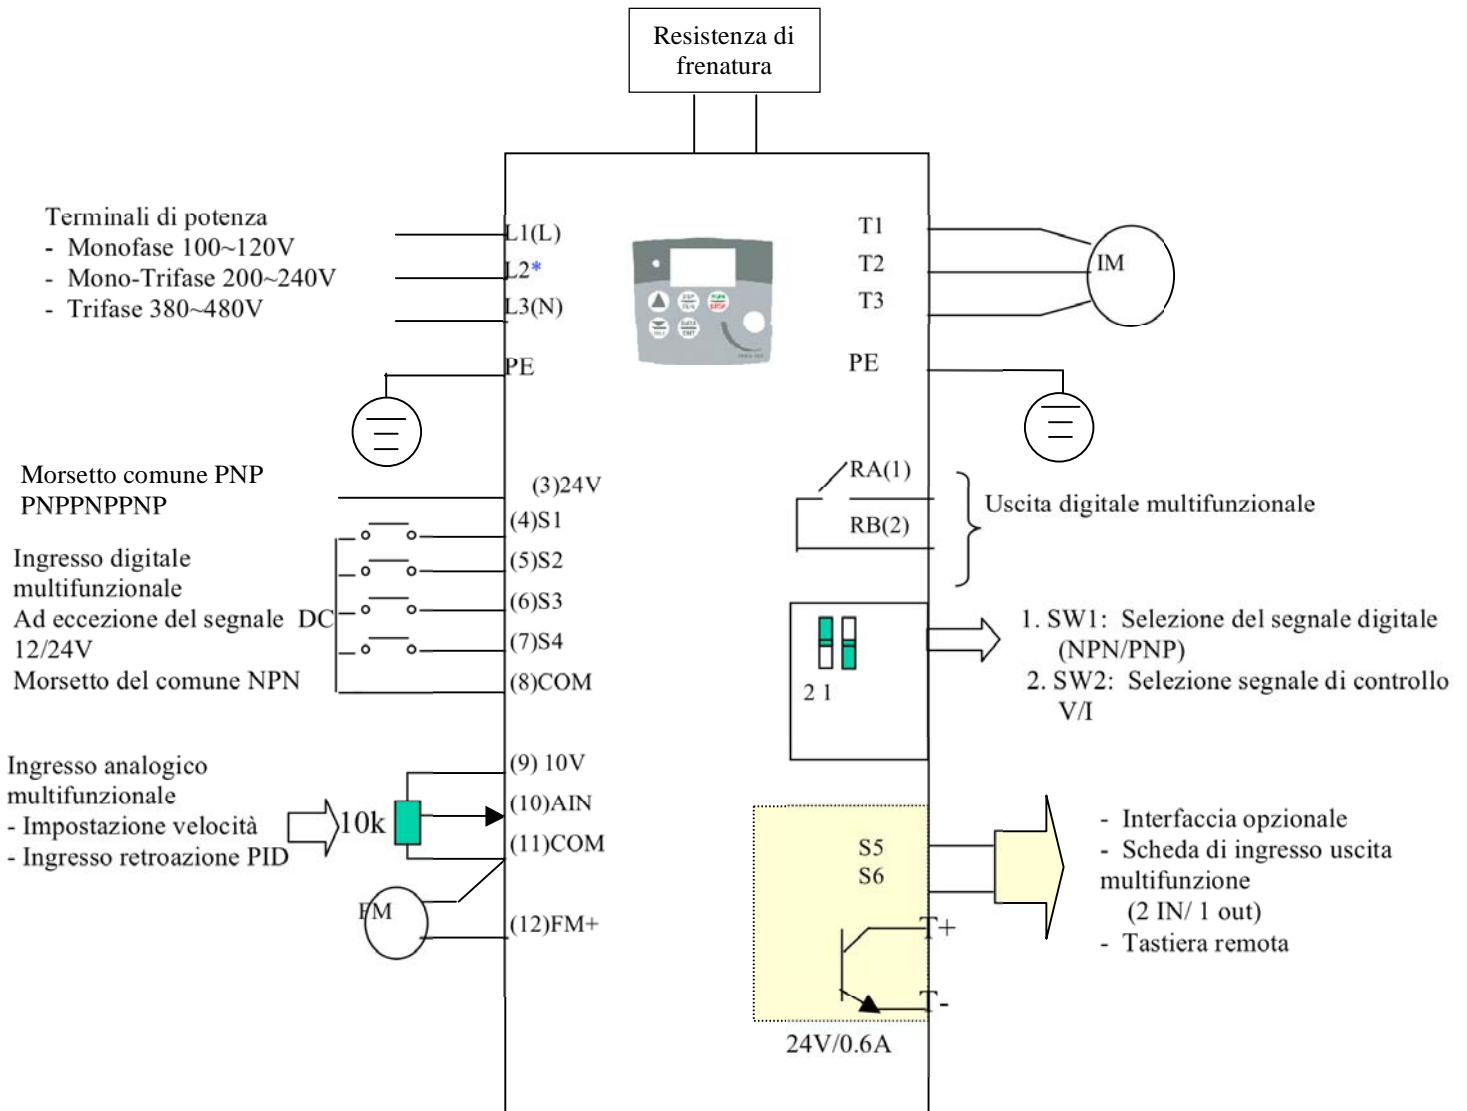 Resistenza di
frenatura
Terminali di potenza
- Monofase 100~120V
- Mono-Trifase 200~240V
- Trifase 380~480V
L1(L)
L2*
L3(N)
PE
T1
T2
T3
IM
PE
Morsetto comune PNP
PNPPNPPNP
Ingresso digitale
multifunzionale
Ad eccezione del segnale DC
12/24V
Morsetto del comune NPN
(3)24V
(4)S1
(5)S2
(6)S3
(7)S4
(8)COM
RA(1)
RB(2)
Uscita digitale multifunzionale
2 1
1. SW1: Selezione del segnale digitale
(NPN/PNP)
2. SW2: Selezione segnale di controllo
V/I
Ingresso analogico
multifunzionale
- Impostazione velocità
- Ingresso retroazione PID
10k
(9) 10V
(10)AIN
(11)COM
FM
(12)FM+
S5
S6
T+
T-
24V/0.6A
- Interfaccia opzionale
- Scheda di ingresso uscita
multifunzione
(2 IN/ 1 out)
- Tastiera remota